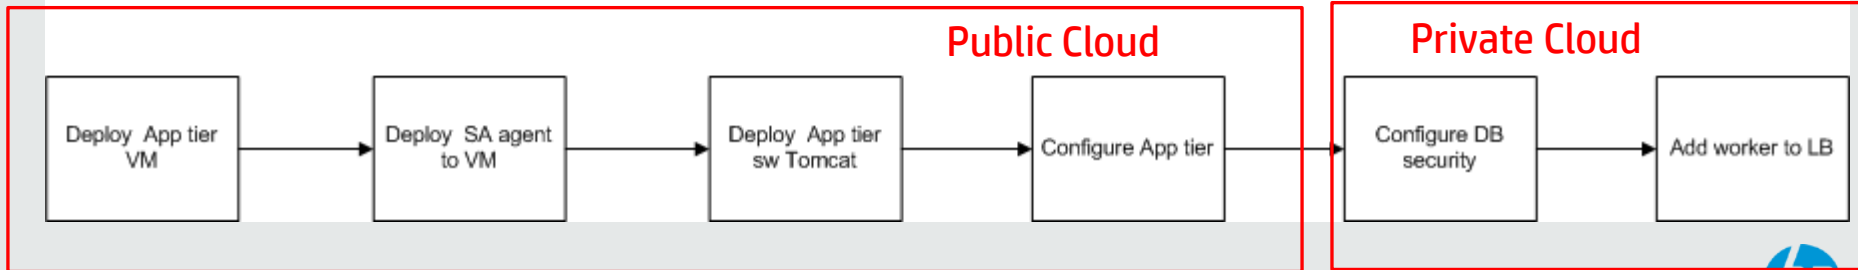 Public Cloud
Private Cloud
Deploy App tier
VM
Deploy SA agent
to VM
Deploy App tier
sw Tomcat
Configure App tier
Configure DB
security
Add worker to LB